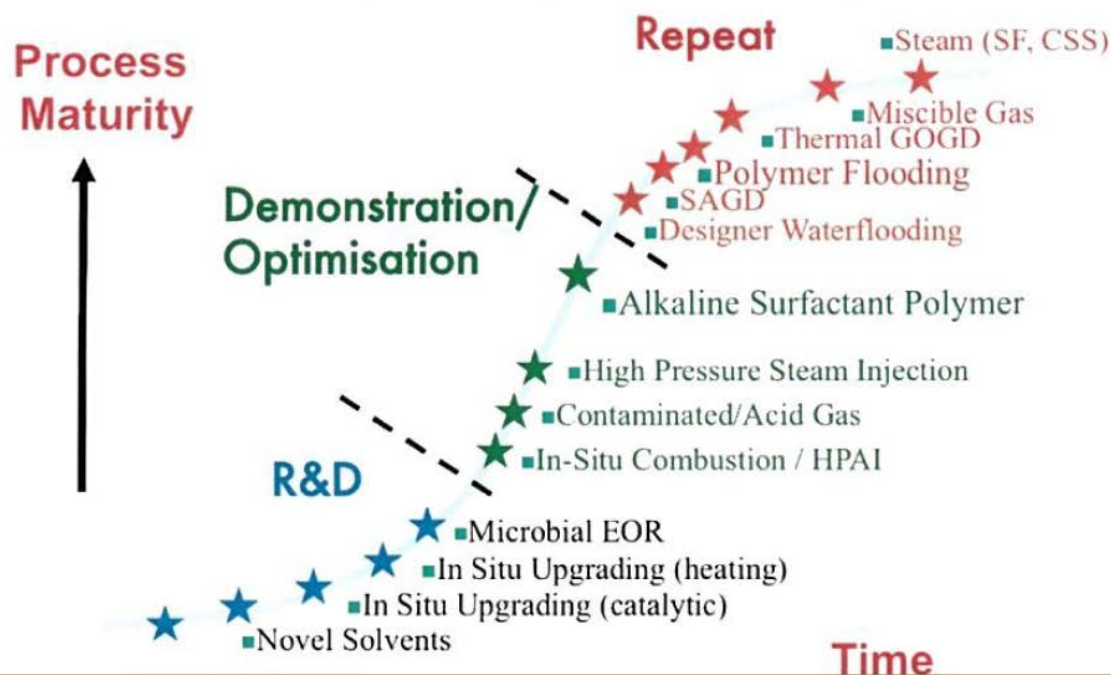 Repeat
Steam (SF, CSS)
Process
Maturity
Miscible Gas
Thermal GOGD
Polymer Flooding
SAGD
Designer Waterflooding
Demonstration/
Optimisation
Alkaline Surfactant Polymer
High Pressure Steam Injection
Contaminated/Acid Gas
In-Situ Combustion / HPAI
R&D
Microbial EOR
In Situ Upgrading (heating)
In Situ Upgrading (catalytic)
Novel Solvents
Time